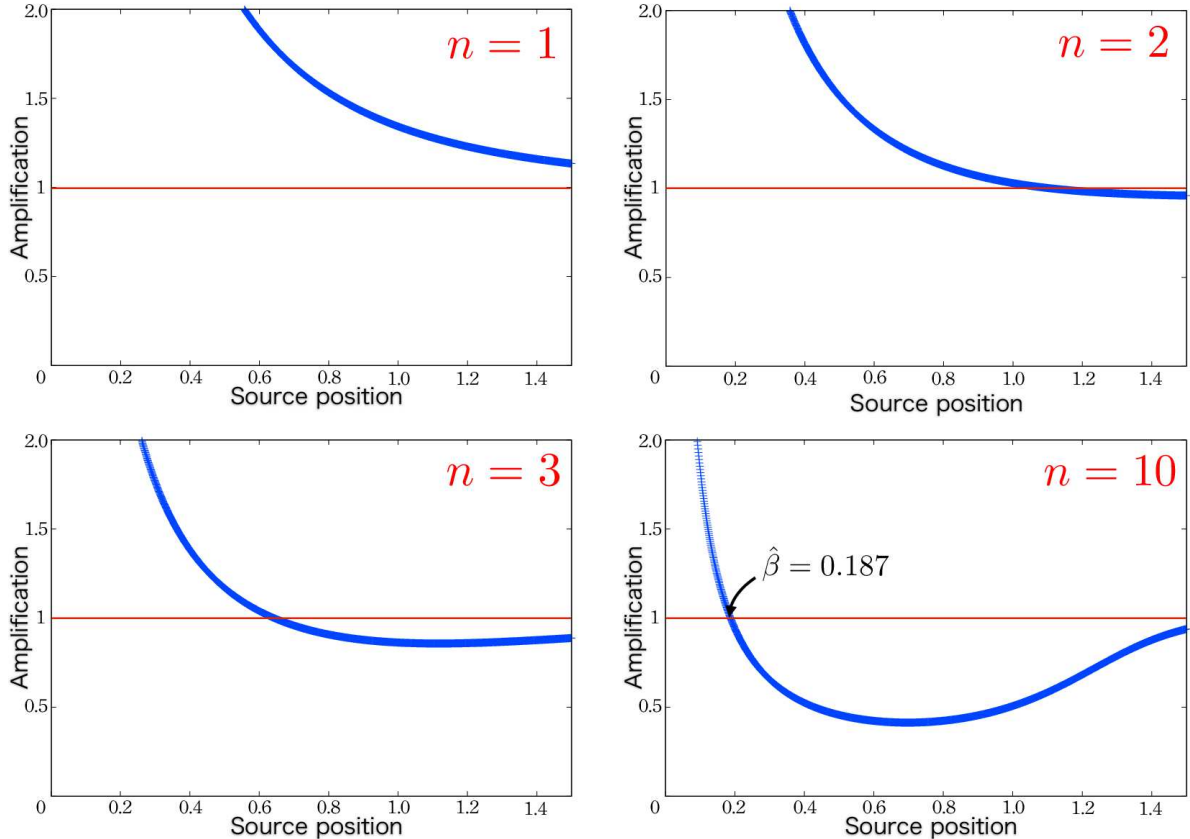 2.0
n = 1
1.5
Amplification
1
0.5
0 0.2 0.4 0.6 0.8 1.0 1.2 1.4
Source position
2.0
n = 2
1.5
Amplification
1
0.5
0 0.2 0.4 0.6 0.8 1.0 1.2 1.4
Source position
2.0
n = 3
1.5
Amplification
1
0.5
0 0.2 0.4 0.6 0.8 1.0 1.2 1.4
Source position
2.0
n = 10
1.5
β̂ = 0.187
Amplification
1
0.5
0 0.2 0.4 0.6 0.8 1.0 1.2 1.4
Source position